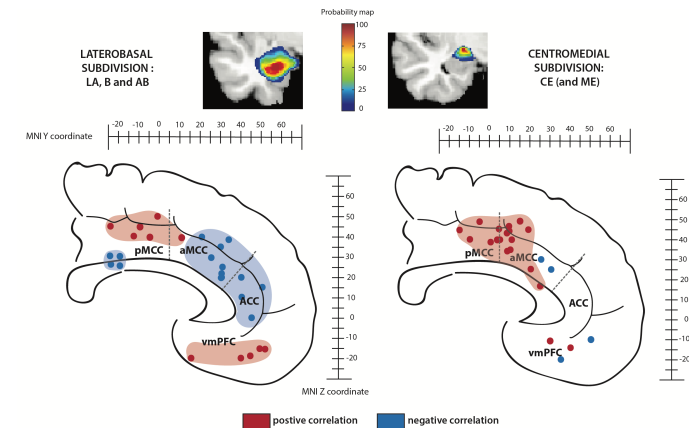 Probability map
LATEROBASAL
SUBDIVISION :
LA, B and AB
100
75
50
25
0
CENTROMEDIAL
SUBDIVISION:
CE (and ME)
MNI Y coordinate
-20 -10 0 10 20 30 40 50 60
-20 -10 0 10 20 30 40 50 60
60
50
40
30
20
10
0
-10
-20
pMCC
aMCC
ACC
vmPFC
MNI Z coordinate
pMCC
aMCC
ACC
vmPFC
60
50
40
30
20
10
0
-10
-20
postive correlation
negative correlation